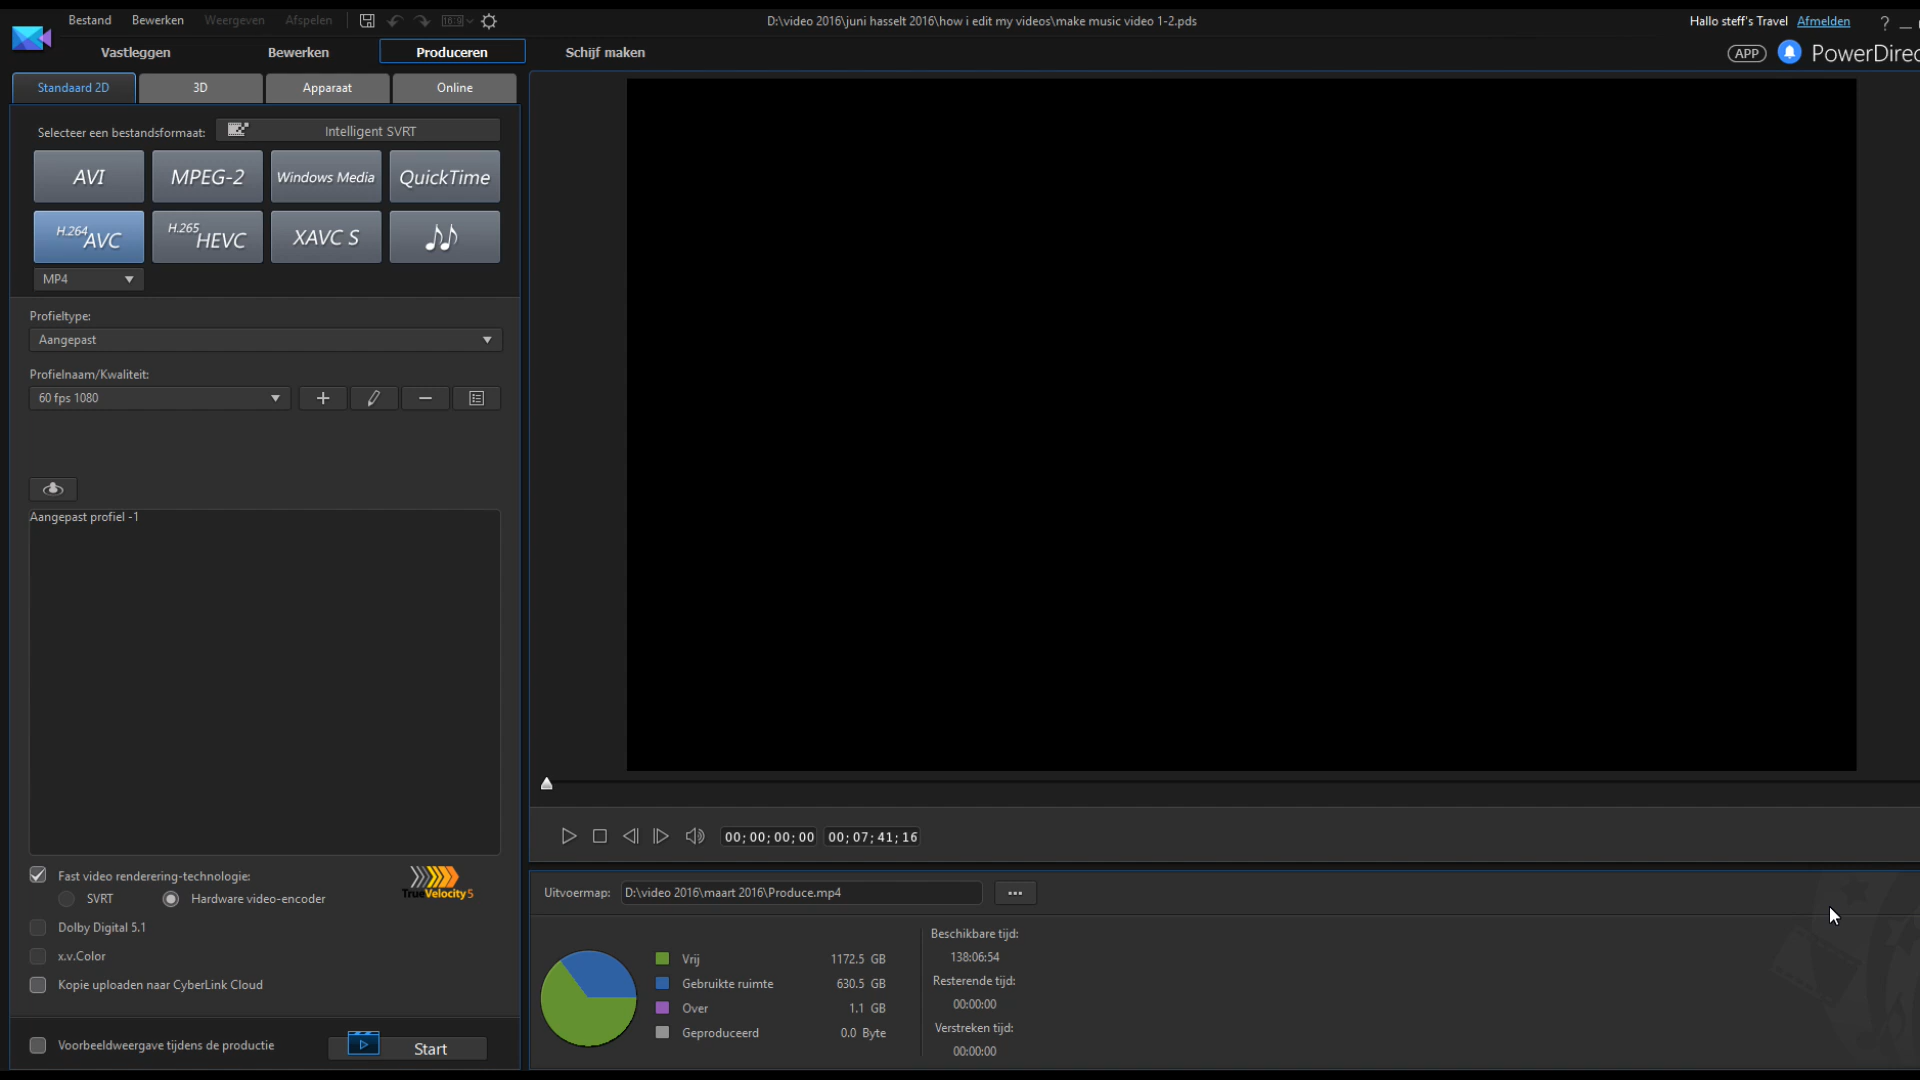 Bestand Bewerken Weergeven Afspelen 16:9 D:\video 2016\juni hasselt 2016\how i edit my videos\make music video 1-2.pds Hallo steff's Travel Afmelden ?
Vastleggen Bewerken Produceren Schijf maken APP PowerDirec
Standaard 2D 3D Apparaat Online
Selecteer een bestandsformaat: Intelligent SVRT
AVI MPEG-2 Windows Media QuickTime
H.264 AVC H.265 HEVC XAVC S
MP4
Profieltype:
Aangepast
Profielnaam/Kwaliteit:
60 fps 1080
Aangepast profiel -1
00;00;00;00 00;07;41;16
Fast video renderering-technologie:
SVRT Hardware video-encoder
TrueVelocity 5
Dolby Digital 5.1
x.v.Color
Kopie uploaden naar CyberLink Cloud
Voorbeeldweergave tijdens de productie Start
Uitvoermap: D:\video 2016\maart 2016\Produce.mp4 ...
Vrij 1172.5 GB
Gebruikte ruimte 630.5 GB
Over 1.1 GB
Geproduceerd 0.0 Byte
Beschikbare tijd:
138:06:54
Resterende tijd:
00:00:00
Verstreken tijd:
00:00:00